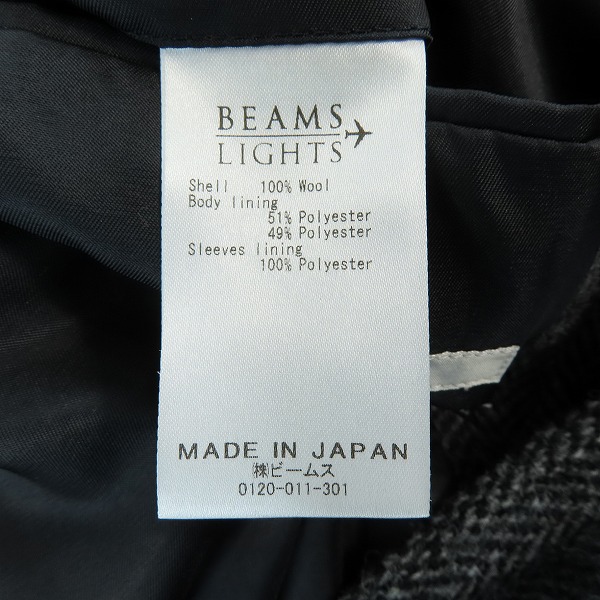 BEAMS
LIGHTS
Shell 100% Wool
Body lining
51% Polyester
49% Polyester
Sleeves lining
100% Polyester
MADE IN JAPAN
㈱ビームス
0120-011-301